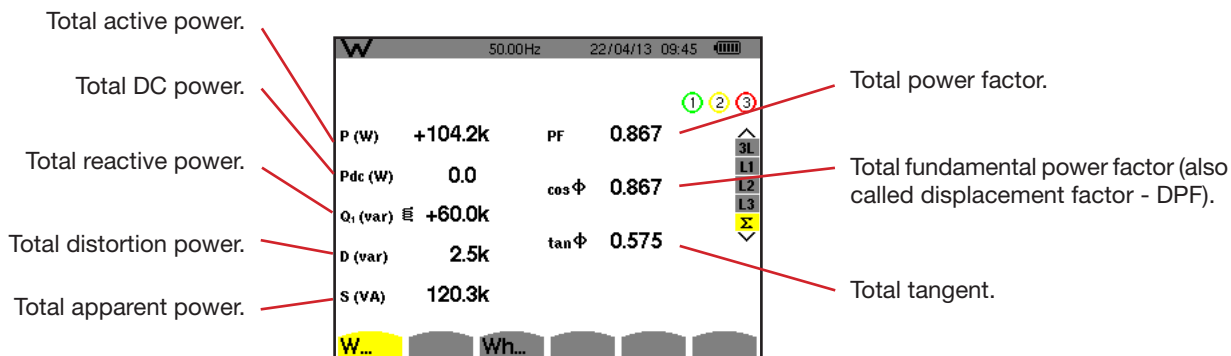 Total active power.
Total DC power.
Total reactive power.
Total distortion power.
Total apparent power.
W 50.00Hz 22/04/13 09:45
1 2 3
P (W) +104.2k PF 0.867
Pdc (W) 0.0 cosΦ 0.867
Q₁ (var) +60.0k tanΦ 0.575
D (var) 2.5k
S (VA) 120.3k
3L
L1
L2
L3
Σ
W... Wh...
Total power factor.
Total fundamental power factor (also
called displacement factor - DPF).
Total tangent.